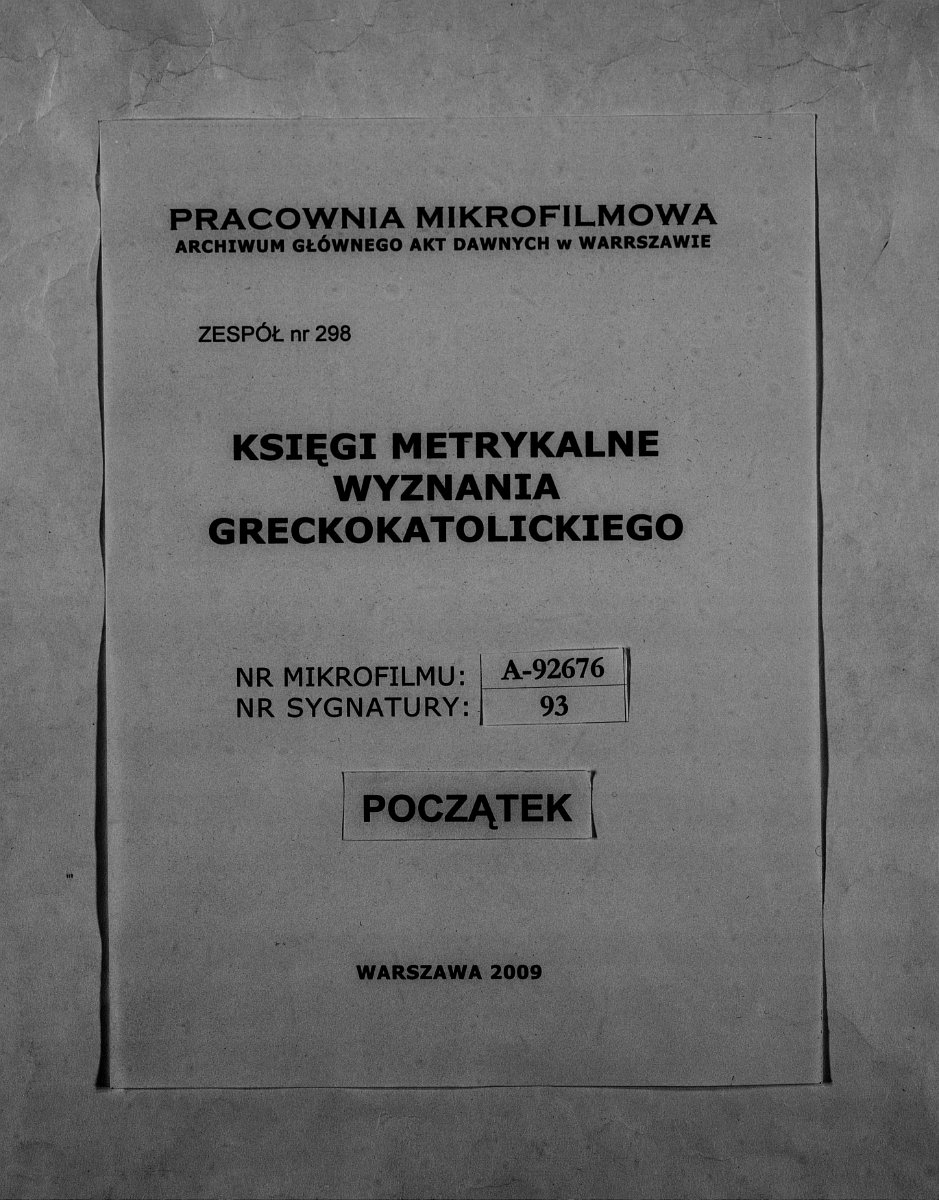 PRACOWNIA MIKROFILMOWA
ARCHIWUM GŁÓWNEGO AKT DAWNYCH w WARRSZAWIE
ZESPÓŁ nr 298
KSIĘGI METRYKALNE
WYZNANIA
GRECKOKATOLICKIEGO
NR MIKROFILMU: A-92676
NR SYGNATURY: 93
POCZĄTEK
WARSZAWA 2009